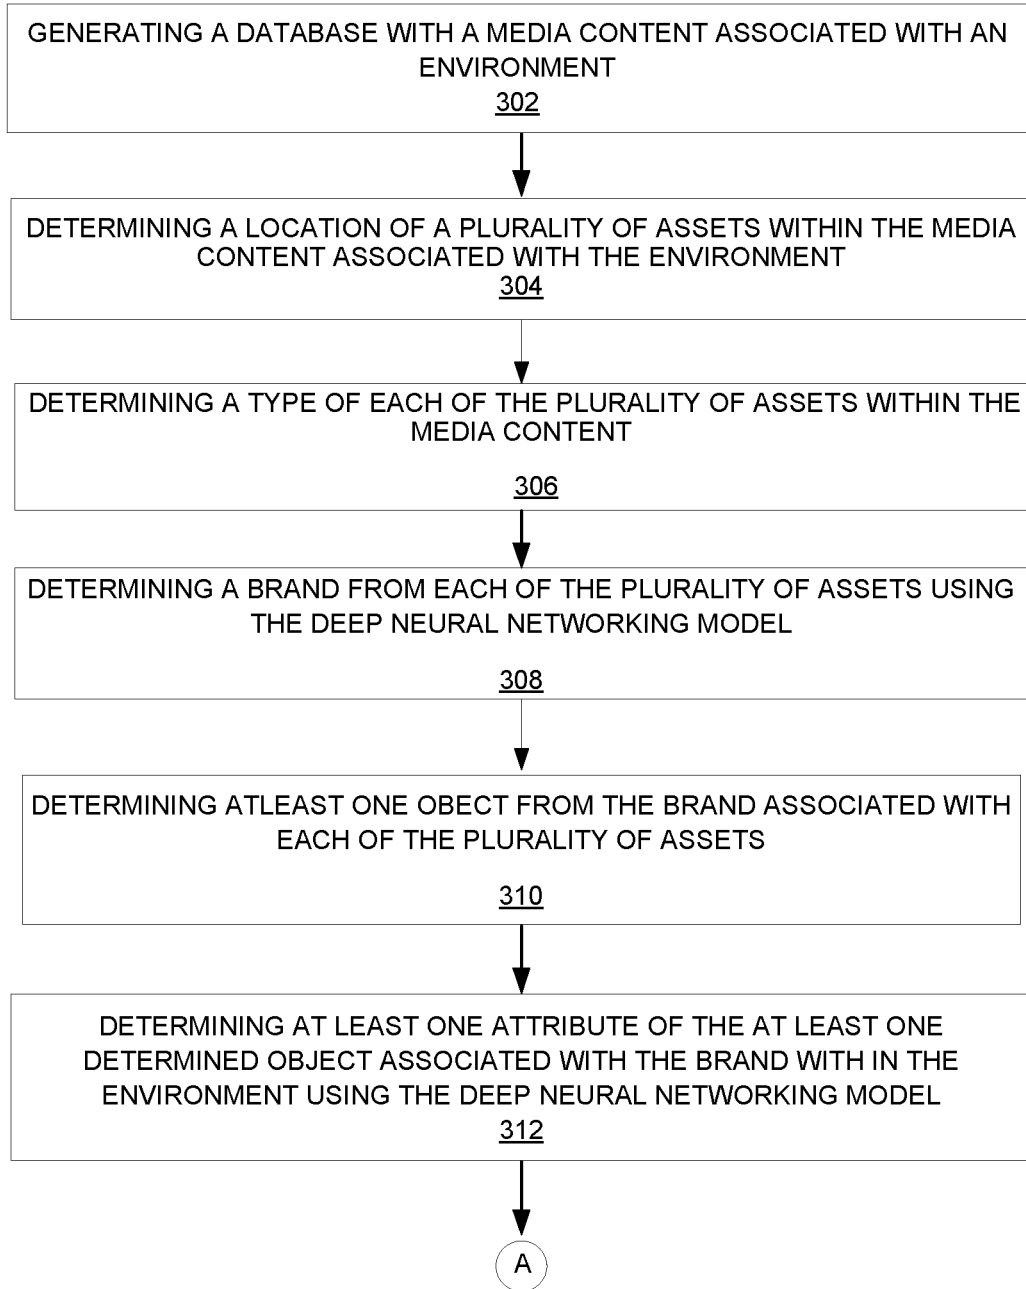 GENERATING A DATABASE WITH A MEDIA CONTENT ASSOCIATED WITH AN
ENVIRONMENT
302
DETERMINING A LOCATION OF A PLURALITY OF ASSETS WITHIN THE MEDIA
CONTENT ASSOCIATED WITH THE ENVIRONMENT
304
DETERMINING A TYPE OF EACH OF THE PLURALITY OF ASSETS WITHIN THE
MEDIA CONTENT
306
DETERMINING A BRAND FROM EACH OF THE PLURALITY OF ASSETS USING
THE DEEP NEURAL NETWORKING MODEL
308
DETERMINING ATLEAST ONE OBECT FROM THE BRAND ASSOCIATED WITH
EACH OF THE PLURALITY OF ASSETS
310
DETERMINING AT LEAST ONE ATTRIBUTE OF THE AT LEAST ONE
DETERMINED OBJECT ASSOCIATED WITH THE BRAND WITH IN THE
ENVIRONMENT USING THE DEEP NEURAL NETWORKING MODEL
312
A